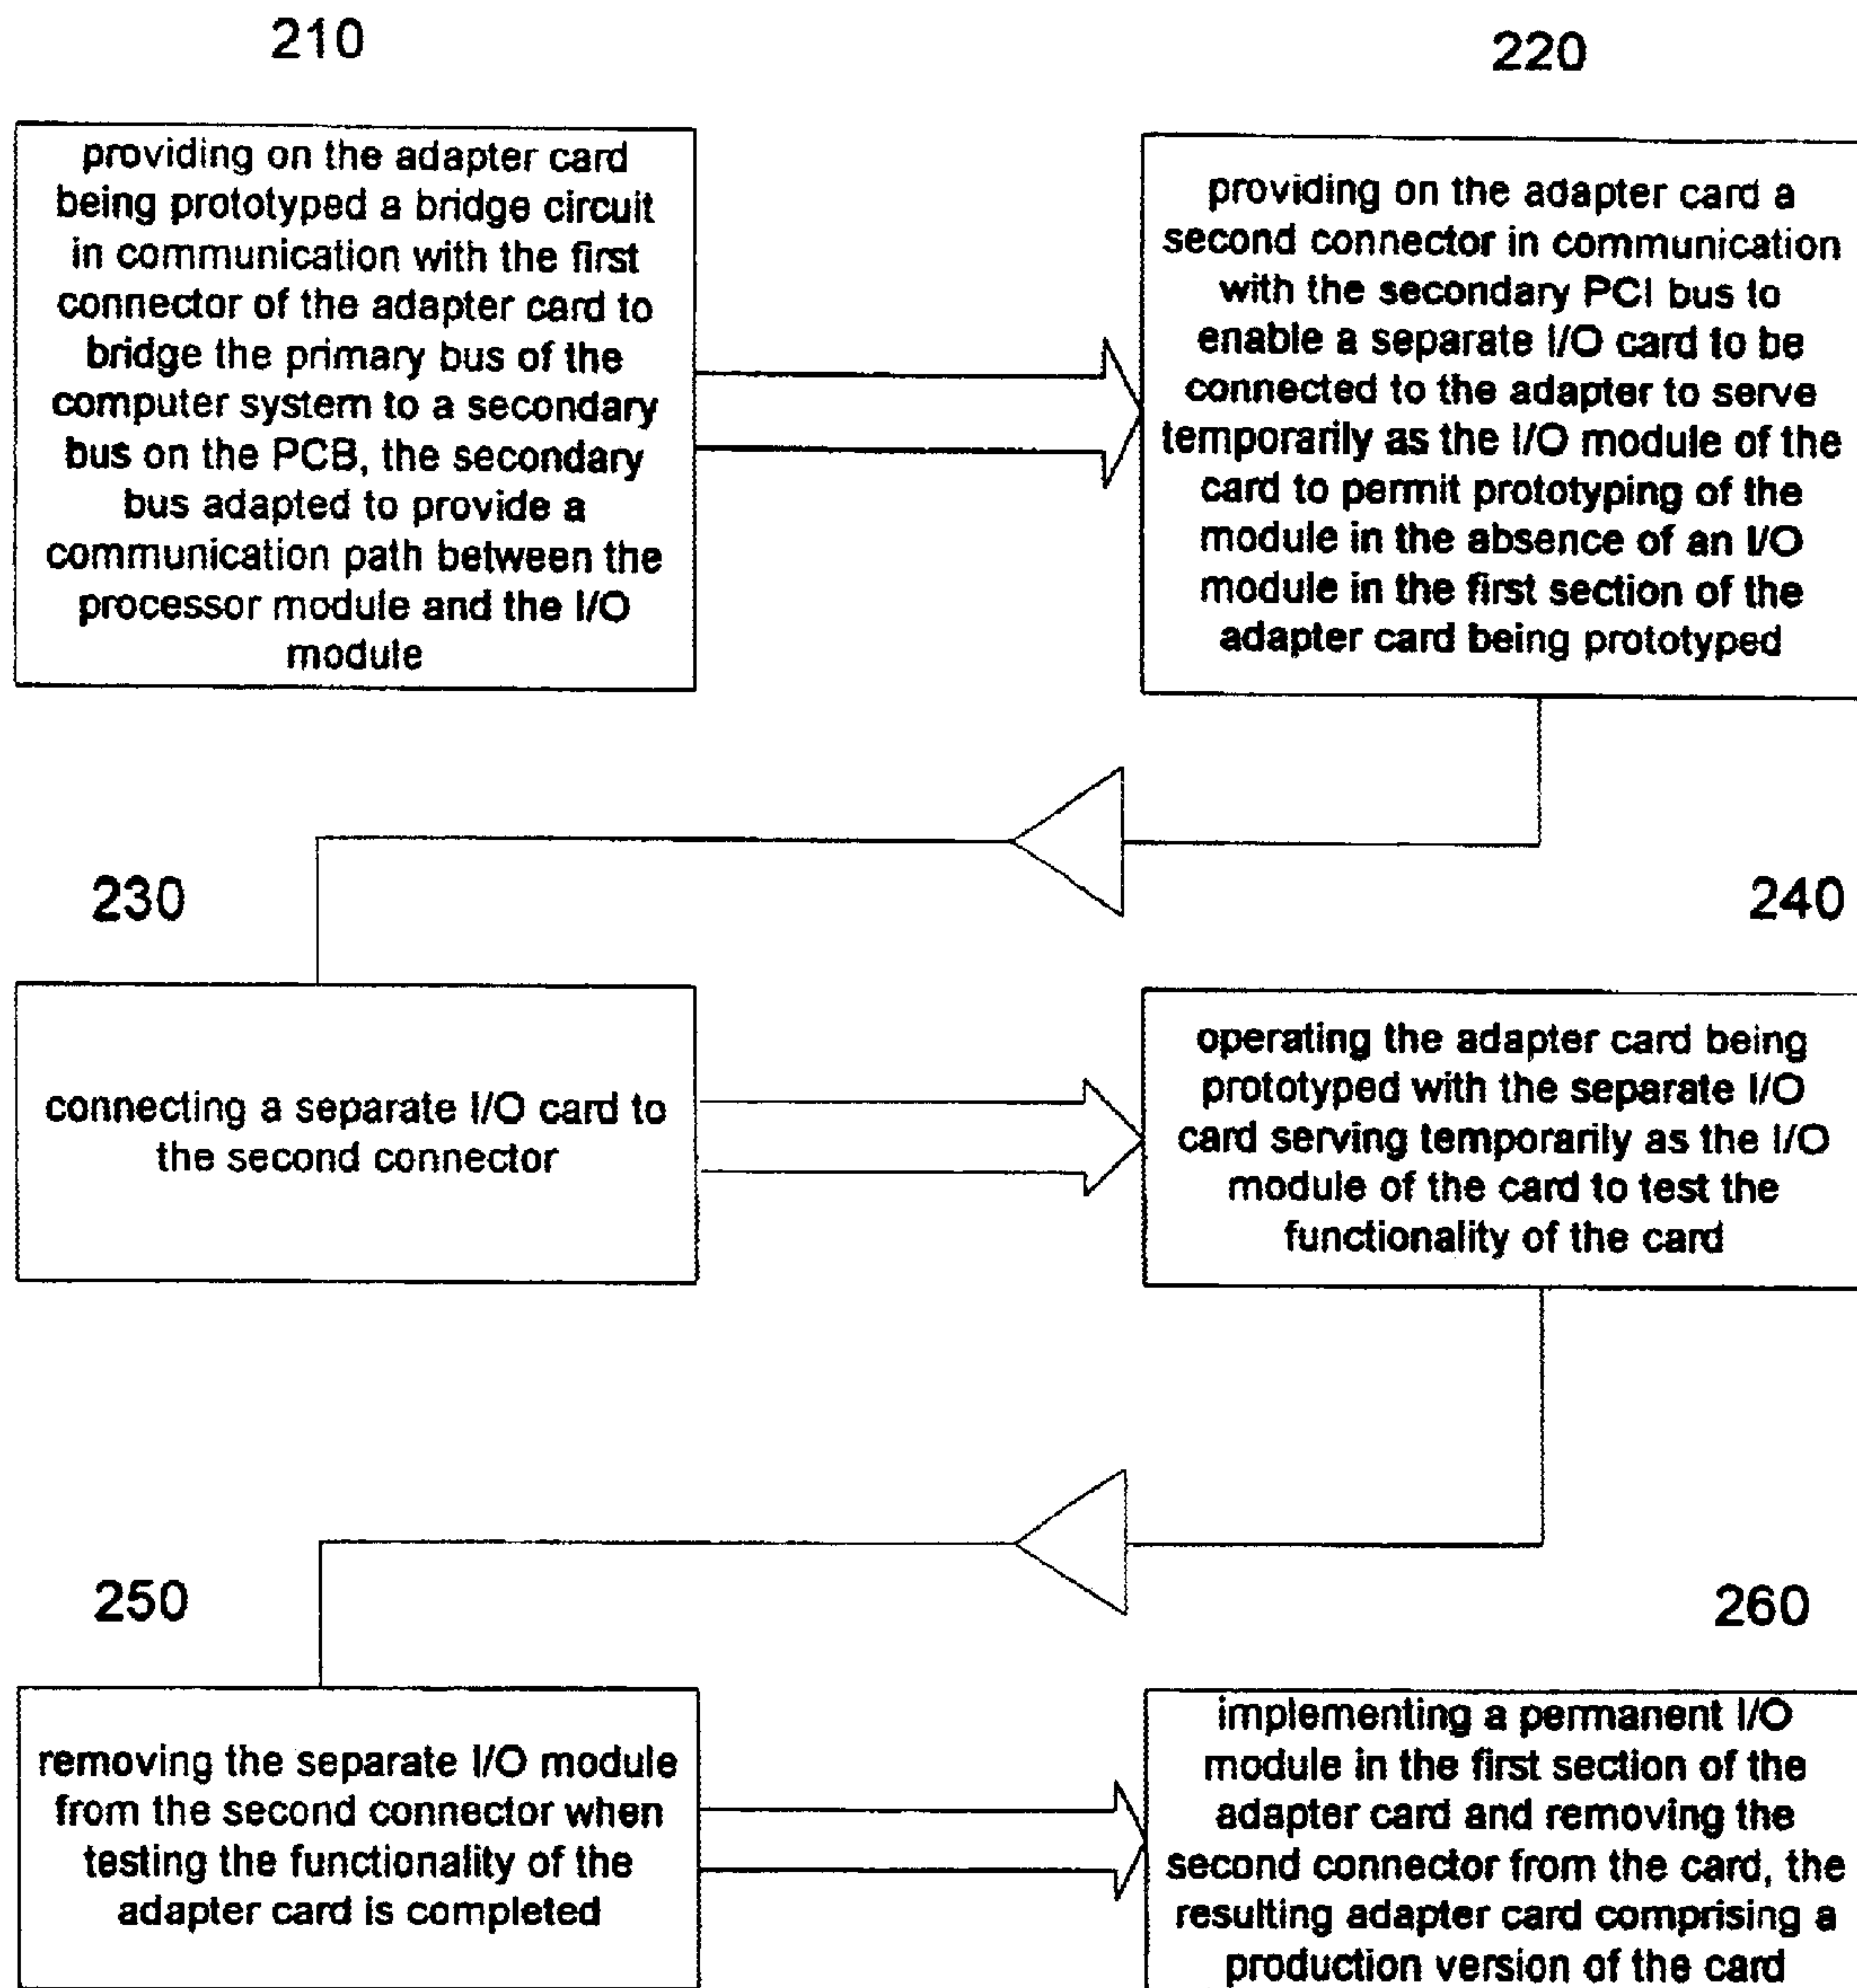 210
providing on the adapter card
being prototyped a bridge circuit
in communication with the first
connector of the adapter card to
bridge the primary bus of the
computer system to a secondary
bus on the PCB, the secondary
bus adapted to provide a
communication path between the
processor module and the I/O
module
220
providing on the adapter card a
second connector in communication
with the secondary PCI bus to
enable a separate I/O card to be
connected to the adapter to serve
temporarily as the I/O module of the
card to permit prototyping of the
module in the absence of an I/O
module in the first section of the
adapter card being prototyped
230
connecting a separate I/O card to
the second connector
240
operating the adapter card being
prototyped with the separate I/O
card serving temporarily as the I/O
module of the card to test the
functionality of the card
250
removing the separate I/O module
from the second connector when
testing the functionality of the
adapter card is completed
260
implementing a permanent I/O
module in the first section of the
adapter card and removing the
second connector from the card, the
resulting adapter card comprising a
production version of the card